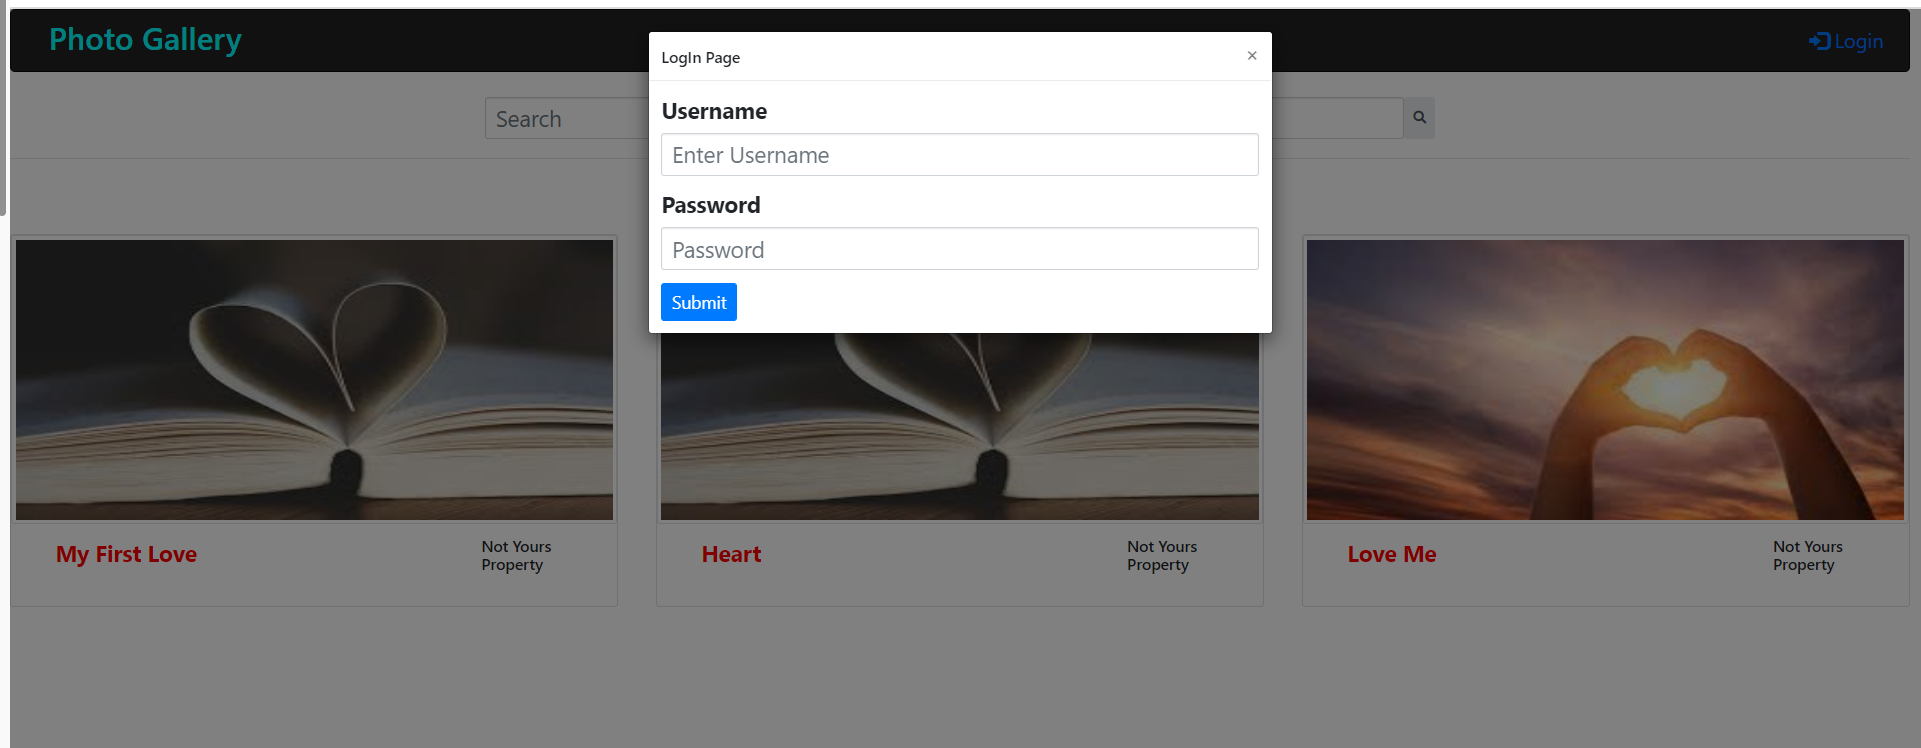 Photo Gallery
Login
LogIn Page
×
Search
Username
Enter Username
Password
Password
Submit
My First Love
Not Yours
Property
Heart
Not Yours
Property
Love Me
Not Yours
Property